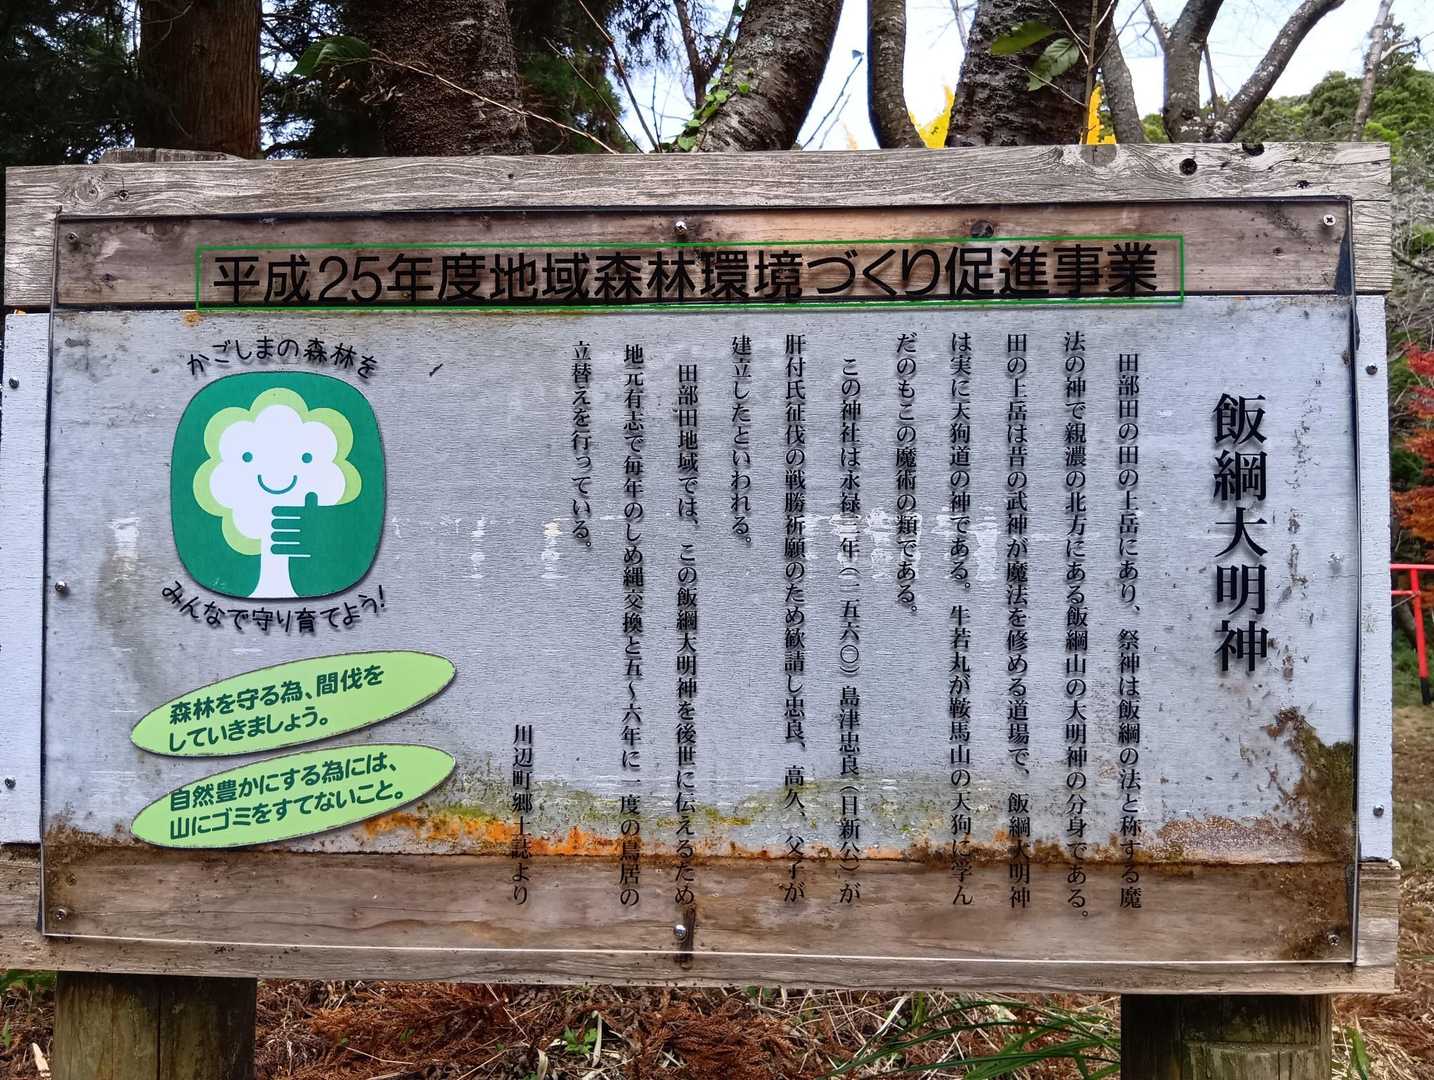 平成25年度地域森林環境づくり促進事業
飯綱大明神
田部田の田の上岳にあり、祭神は飯綱の法と称する魔
法の神で親濃の北方にある飯綱山の大明神の分身である。
田の上岳は昔の武神が魔法を修める道場で、飯綱大明神
は実に天狗道の神である。牛若丸が鞍馬山の天狗に学ん
だのもこの魔術の類である。
この神社は永禄三年(一五六〇)島津忠良(日新公)が
肝付氏征伐の戦勝祈願のため歓請し忠良、高久、父子が
建立したといわれる。
田部田地域では、この飯綱大明神を後世に伝えるため
地元有志で毎年のしめ縄交換と五~六年に一度の鳥居の
立替えを行っている。
川辺町郷土誌より
かごしまの森林を
みんなで守り育てよう!
森林を守る為、間伐を
していきましょう。
自然豊かにする為には、
山にゴミをすてないこと。